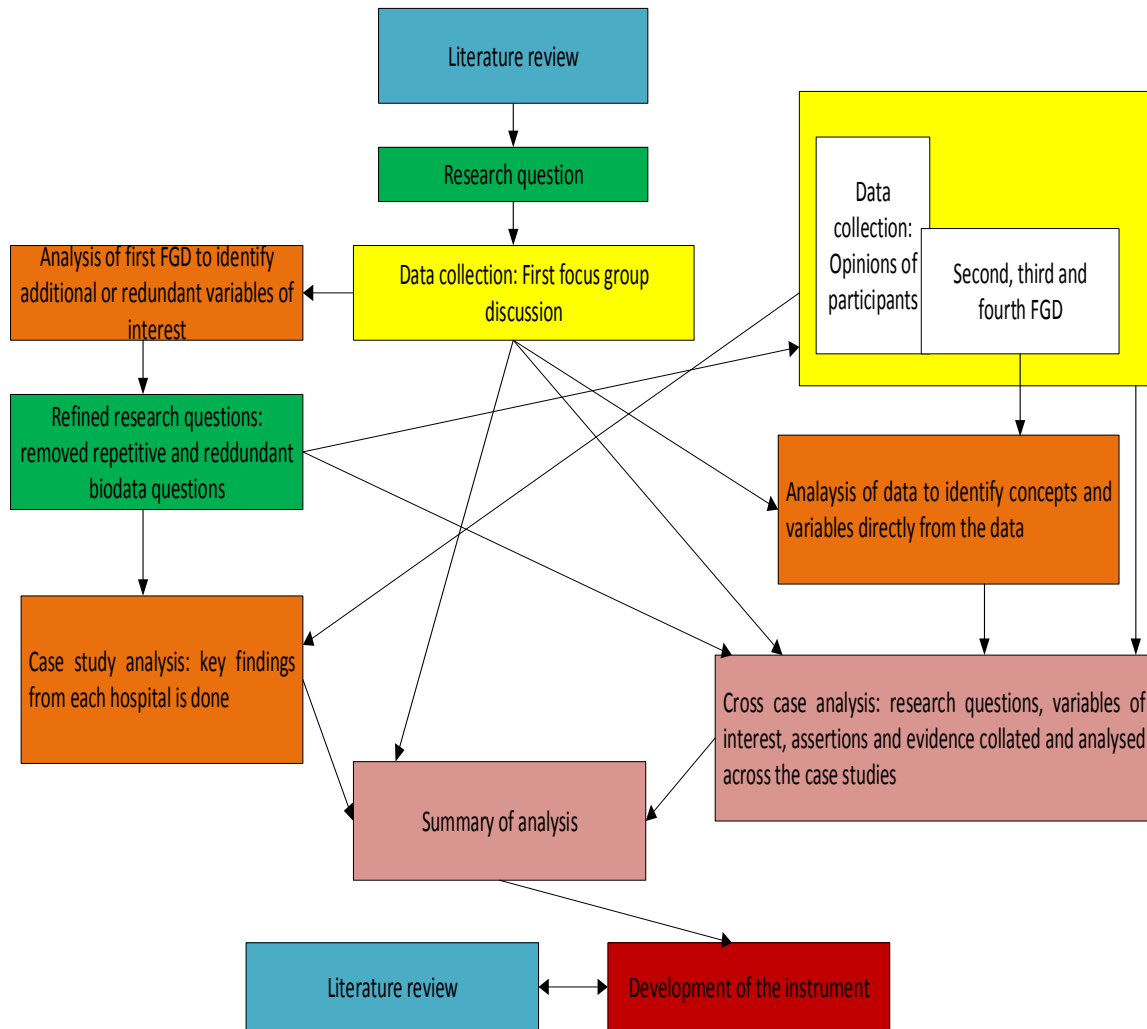 Literature review
Research question
Data collection: First focus group
discussion
Analysis of first FGD to identify
additional or redundant variables of
interest
Data
collection:
Opinions of
participants
Second, third and
fourth FGD
Refined research questions:
removed repetitive and reddundant
biodata questions
Analaysis of data to identify concepts and
variables directly from the data
Case study analysis: key findings
from each hospital is done
Cross case analysis: research questions, variables of
interest, assertions and evidence collated and analysed
across the case studies
Summary of analysis
Literature review
Development of the instrument